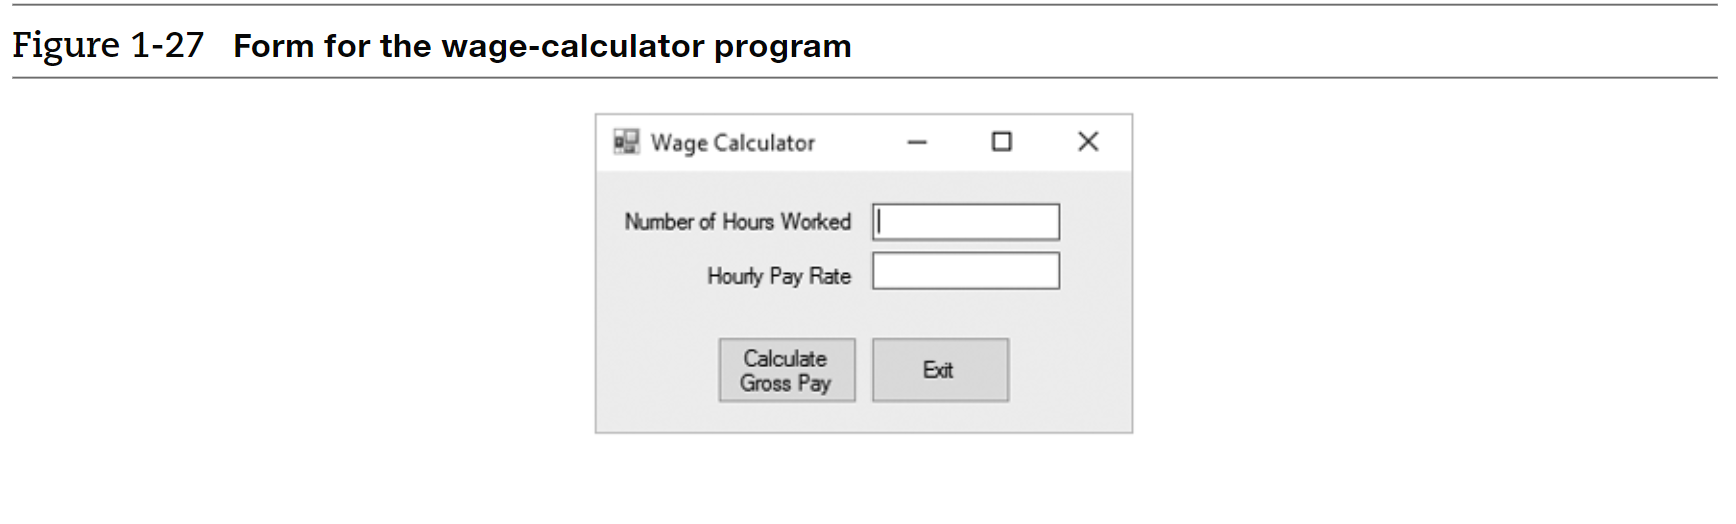 Figure 1-27 Form for the wage-calculator program
Wage Calculator
Number of Hours Worked
Hourly Pay Rate
Calculate
Gross Pay
Exit